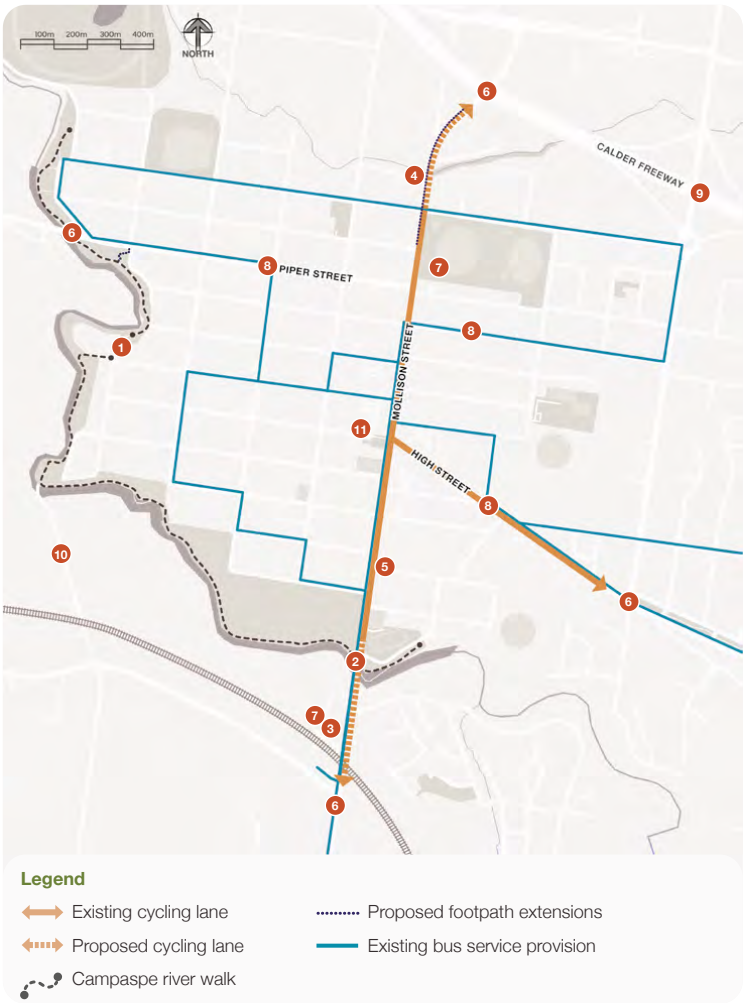 100m 200m 300m 400m
NORTH
6
CALDER FREEWAY
4
9
6
8
PIPER STREET
7
8
1
MOLLISON STREET
11
HIGH STREET
8
10
5
6
2
7
3
6
Legend
Existing cycling lane
Proposed footpath extensions
Proposed cycling lane
Existing bus service provision
Campaspe river walk